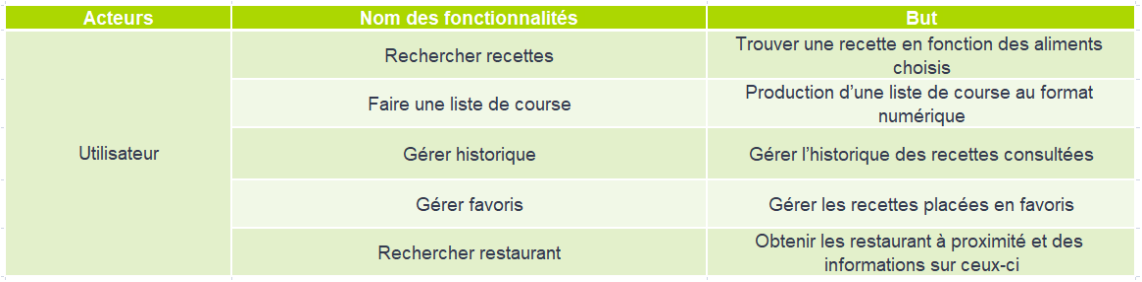 Acteurs
Nom des fonctionnalités
But
Utilisateur
Rechercher recettes
Trouver une recette en fonction des aliments
choisis
Faire une liste de course
Production d’une liste de course au format
numérique
Gérer historique
Gérer l’historique des recettes consultées
Gérer favoris
Gérer les recettes placées en favoris
Rechercher restaurant
Obtenir les restaurant à proximité et des
informations sur ceux-ci